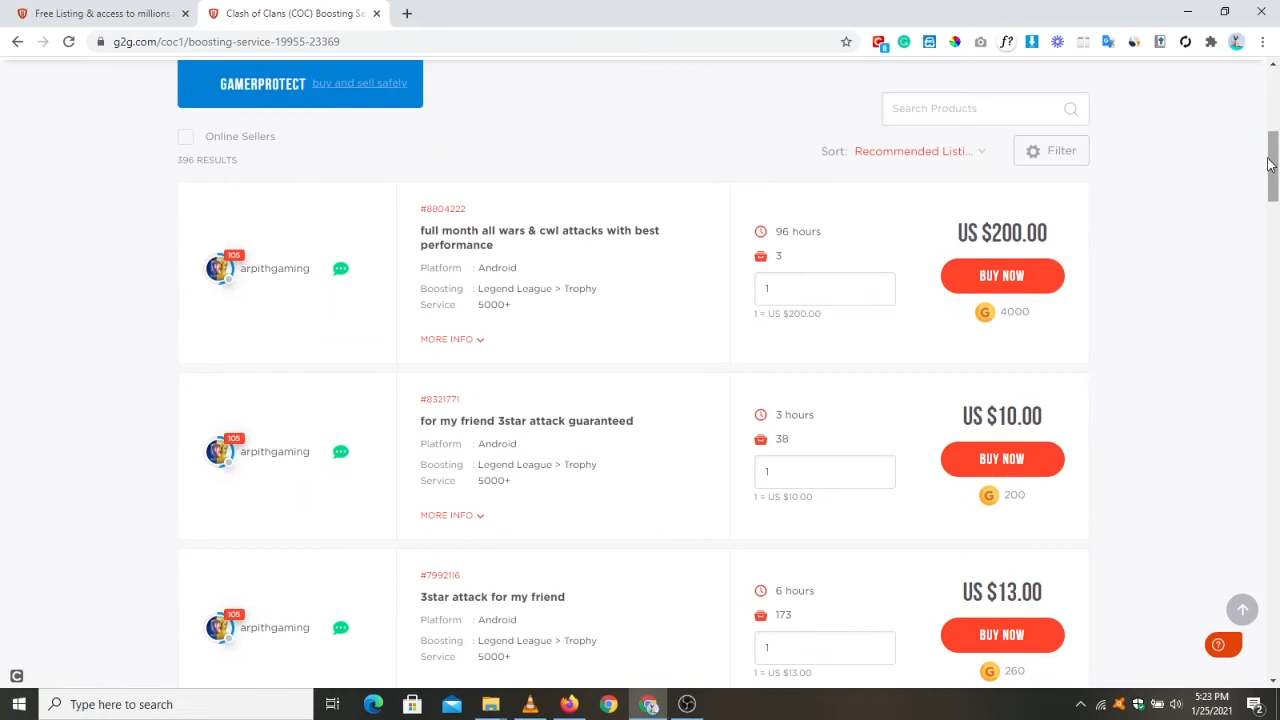 Free Listing & access to millions
Clash of Clans (COC) Boosting Se
g2g.com/coc1/boosting-service-19955-23369
8
f?
GAMERPROTECT buy and sell safely
Search Products
Online Sellers
396 RESULTS
Sort: Recommended Listi...
Filter
#8804222
full month all wars & cwl attacks with best
performance
105
arpithgaming
Platform : Android
Boosting : Legend League > Trophy
Service 5000+
MORE INFO
96 hours
3
1
1 = US $200.00
US $200.00
BUY NOW
G 4000
#8321771
for my friend 3star attack guaranteed
105
arpithgaming
Platform : Android
Boosting : Legend League > Trophy
Service 5000+
MORE INFO
3 hours
38
1
1 = US $10.00
US $10.00
BUY NOW
G 200
#7992116
3star attack for my friend
105
arpithgaming
Platform : Android
Boosting : Legend League > Trophy
Service 5000+
6 hours
173
1
1 = US $13.00
US $13.00
BUY NOW
G 260
Type here to search
5:23 PM
1/25/2021
2